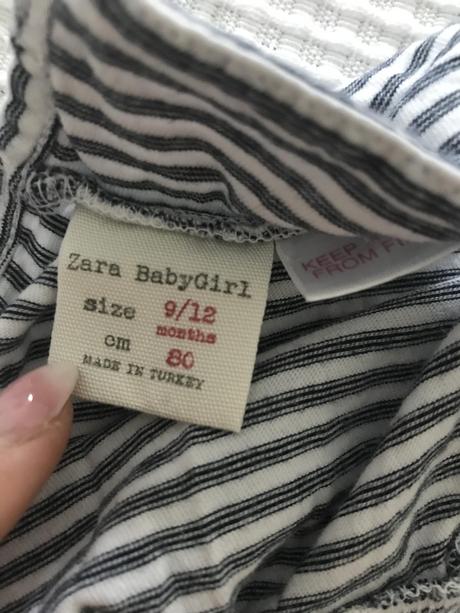 Zara BabyGirl
size 9/12
months
cm 80
MADE IN TURKEY
KEEP
FROM FI